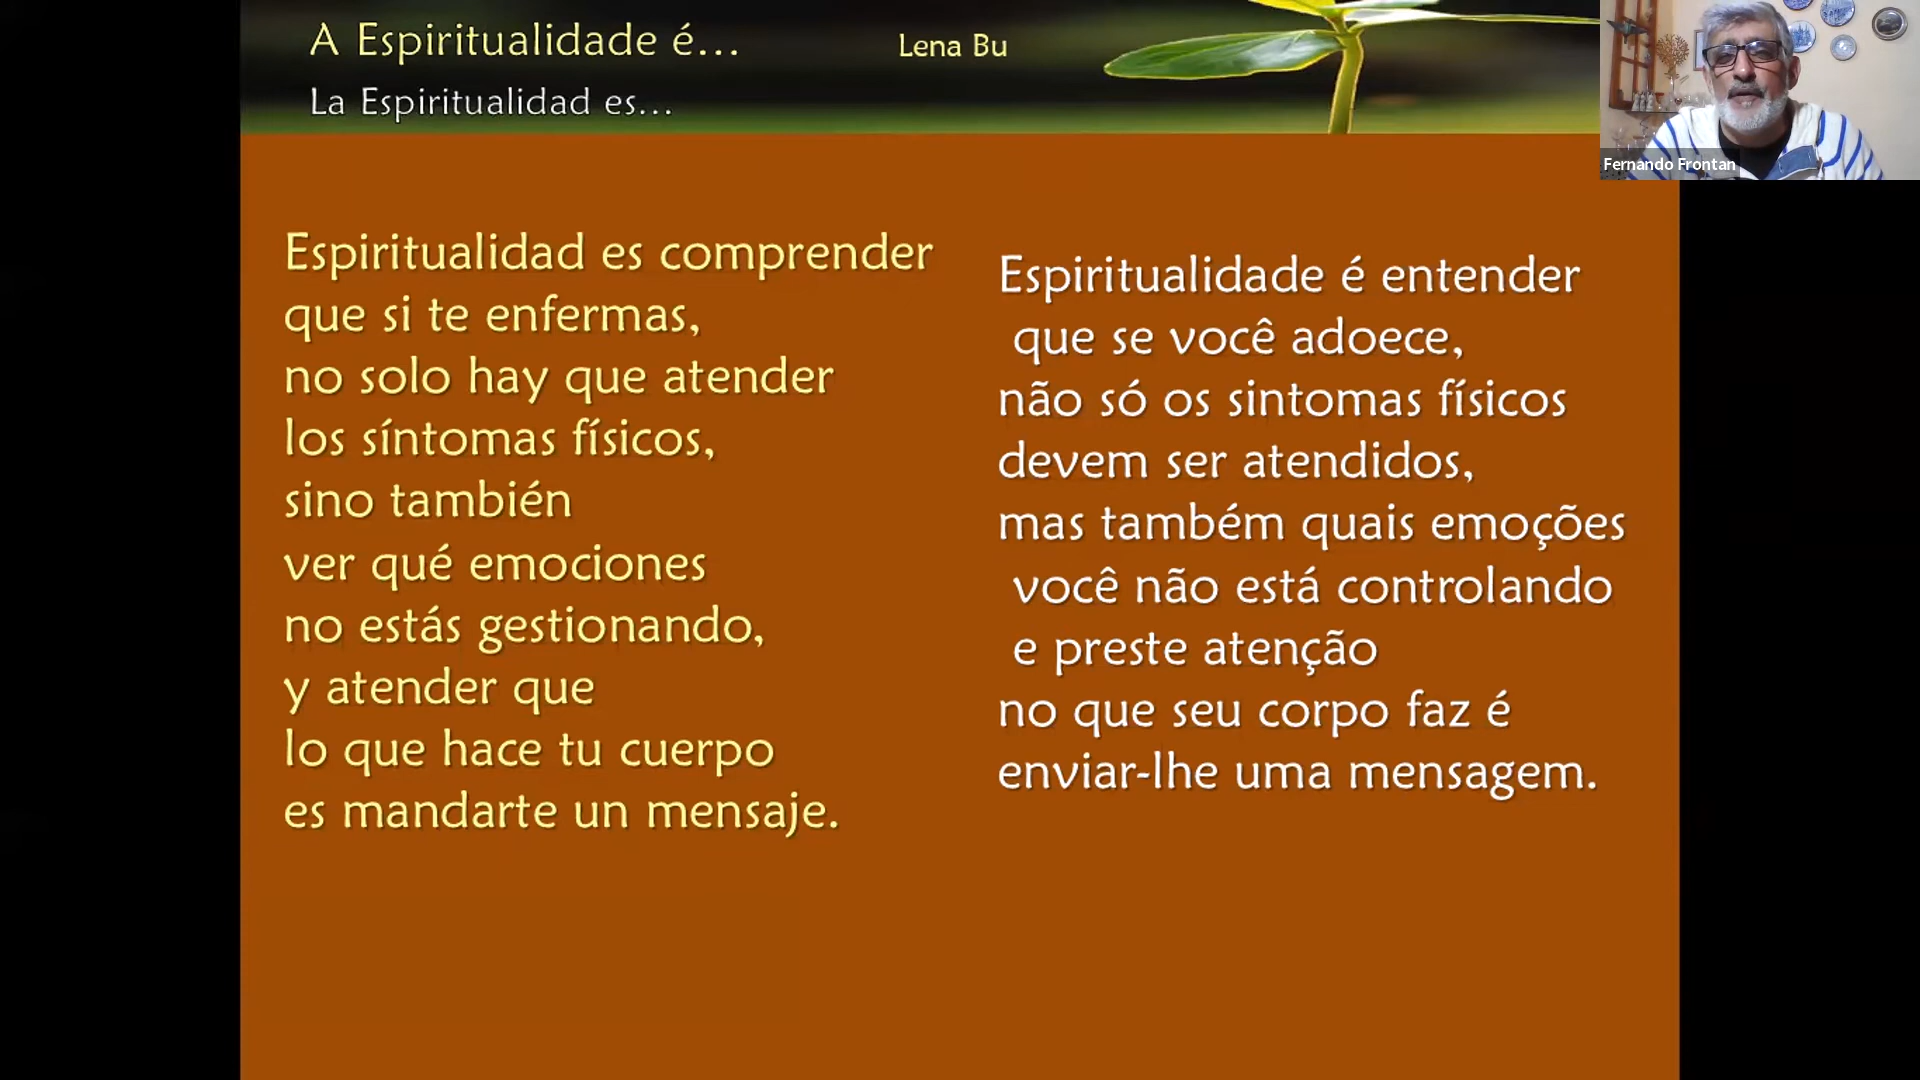 A Espiritualidade é...
Lena Bu
La Espiritualidad es...
Fernando Frontan
Espiritualidad es comprender
que si te enfermas,
no solo hay que atender
los síntomas físicos,
sino también
ver qué emociones
no estás gestionando,
y atender que
lo que hace tu cuerpo
es mandarte un mensaje.
Espiritualidade é entender
que se você adoece,
não só os sintomas físicos
devem ser atendidos,
mas também quais emoções
você não está controlando
e preste atenção
no que seu corpo faz é
enviar-lhe uma mensagem.